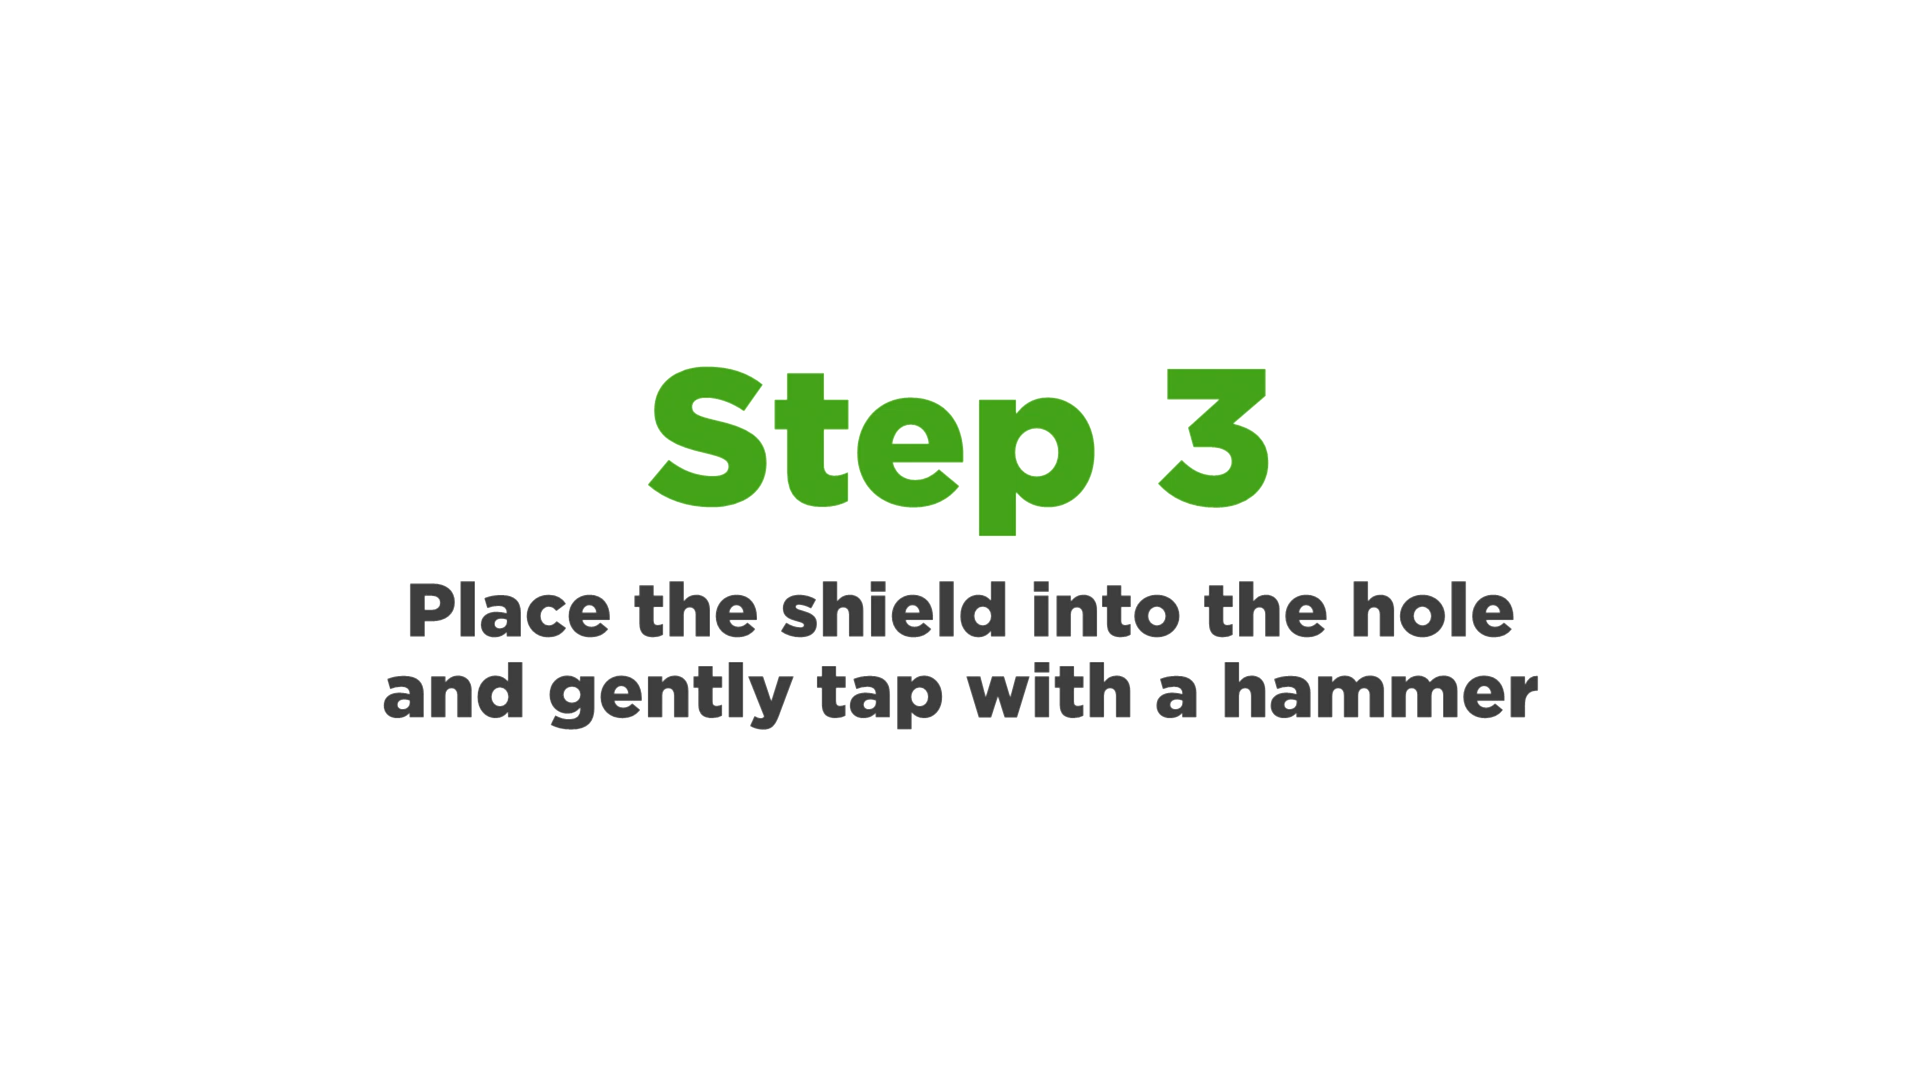 Step 3
Place the shield into the hole
and gently tap with a hammer